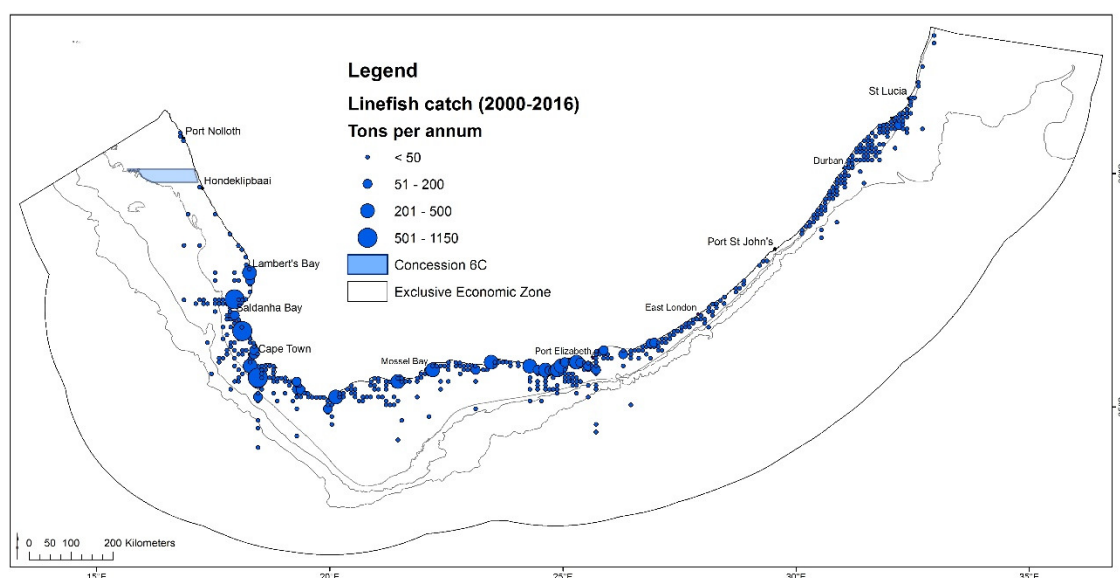 Legend
Linefish catch (2000-2016)
Tons per annum
< 50
51 - 200
201 - 500
501 - 1150
Concession 6C
Exclusive Economic Zone
St Lucia
Port Nolloth
Durban
Hondeklipbaai
Port St John's
Lambert's Bay
Saldanha Bay
East London
Cape Town
Mossel Bay
Port Elizabeth
0 50 100 200 Kilometers
15°E 20°E 25°E 30°E 35°E